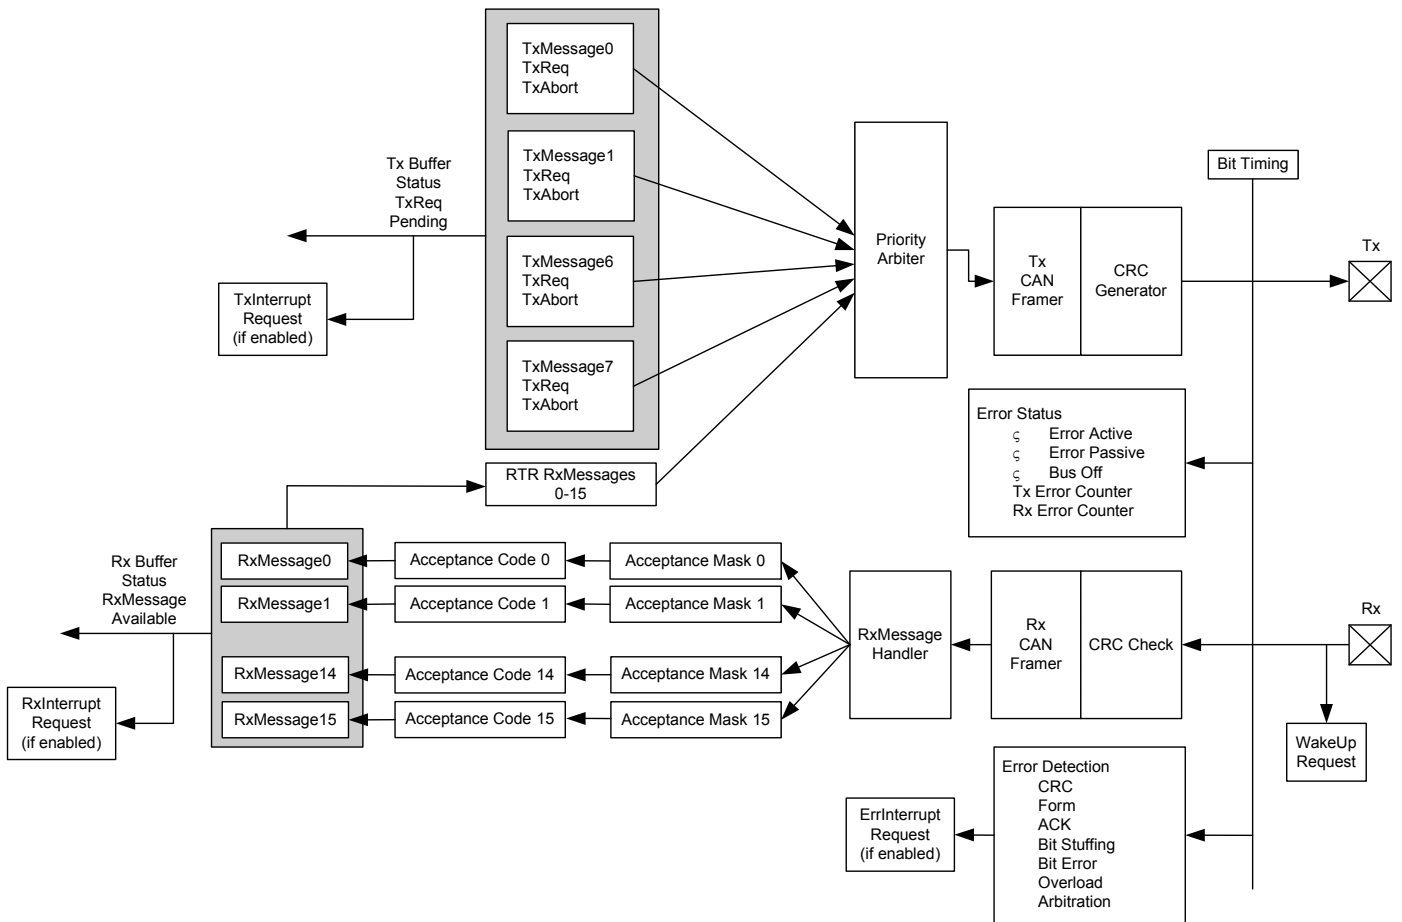 TxMessage0
TxReq
TxAbort
TxMessage1
TxReq
TxAbort
TxMessage6
TxReq
TxAbort
TxMessage7
TxReq
TxAbort
Tx Buffer
Status
TxReq
Pending
TxInterrupt
Request
(if enabled)
RTR RxMessages
0-15
Priority
Arbiter
Tx
CAN
Framer
CRC
Generator
Bit Timing
Tx
Error Status
ς Error Active
ς Error Passive
ς Bus Off
Tx Error Counter
Rx Error Counter
Rx Buffer
Status
RxMessage
Available
RxInterrupt
Request
(if enabled)
RxMessage0
Acceptance Code 0
Acceptance Mask 0
RxMessage1
Acceptance Code 1
Acceptance Mask 1
RxMessage14
Acceptance Code 14
Acceptance Mask 14
RxMessage15
Acceptance Code 15
Acceptance Mask 15
RxMessage
Handler
Rx
CAN
Framer
CRC Check
Rx
WakeUp
Request
ErrInterrupt
Request
(if enabled)
Error Detection
CRC
Form
ACK
Bit Stuffing
Bit Error
Overload
Arbitration